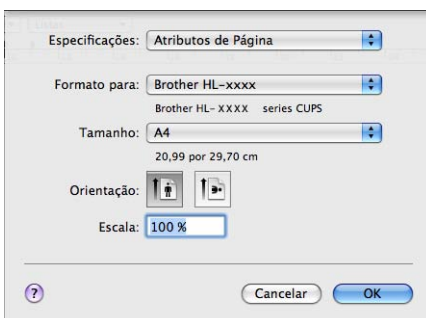 Especificações: Atributos de Página
Formato para: Brother HL-xxxx
Brother HL- XXXX series CUPS
Tamanho: A4
20,99 por 29,70 cm
Orientação:
Escala: 100 %
? Cancelar OK